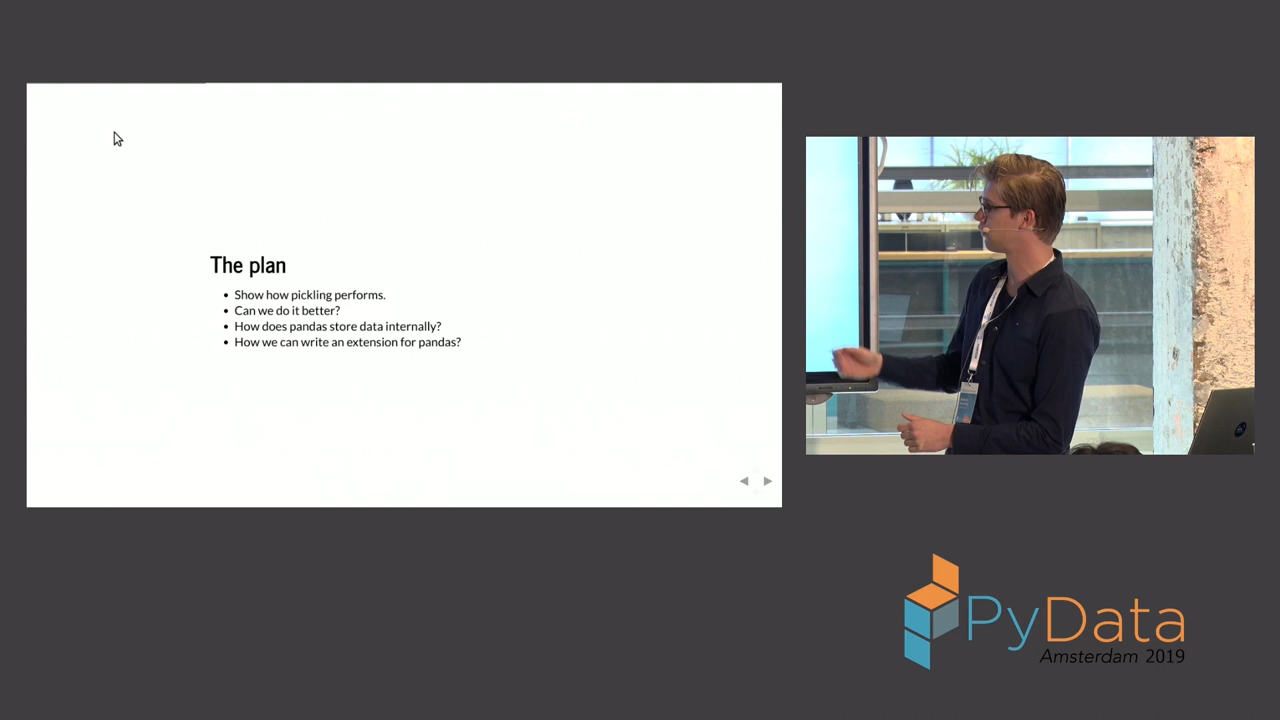 The plan
Show how pickling performs.
Can we do it better?
How does pandas store data internally?
How we can write an extension for pandas?
PyData
Amsterdam 2019